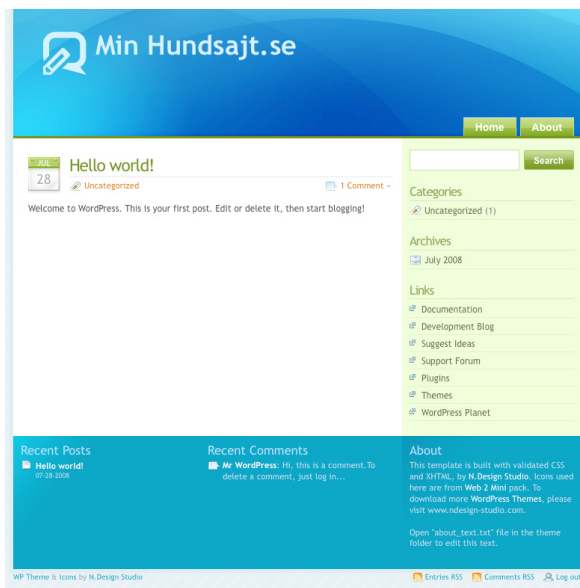 Min Hundsajt.se
Home About
JUL
28
Hello world!
Uncategorized
1 Comment »
Welcome to WordPress. This is your first post. Edit or delete it, then start blogging!
Search
Categories
Uncategorized (1)
Archives
July 2008
Links
Documentation
Development Blog
Suggest Ideas
Support Forum
Plugins
Themes
WordPress Planet
Recent Posts
Hello world!
07-28-2008
Recent Comments
Mr WordPress: Hi, this is a comment.To
delete a comment, just log in...
About
This template is built with validated CSS
and XHTML, by N.Design Studio. Icons used
here are from Web 2 Mini pack. To
download more WordPress Themes, please
visit www.ndesign-studio.com.
Open "about_text.txt" file in the theme
folder to edit this text.
WP Theme & Icons by N.Design Studio
Entries RSS Comments RSS Log out